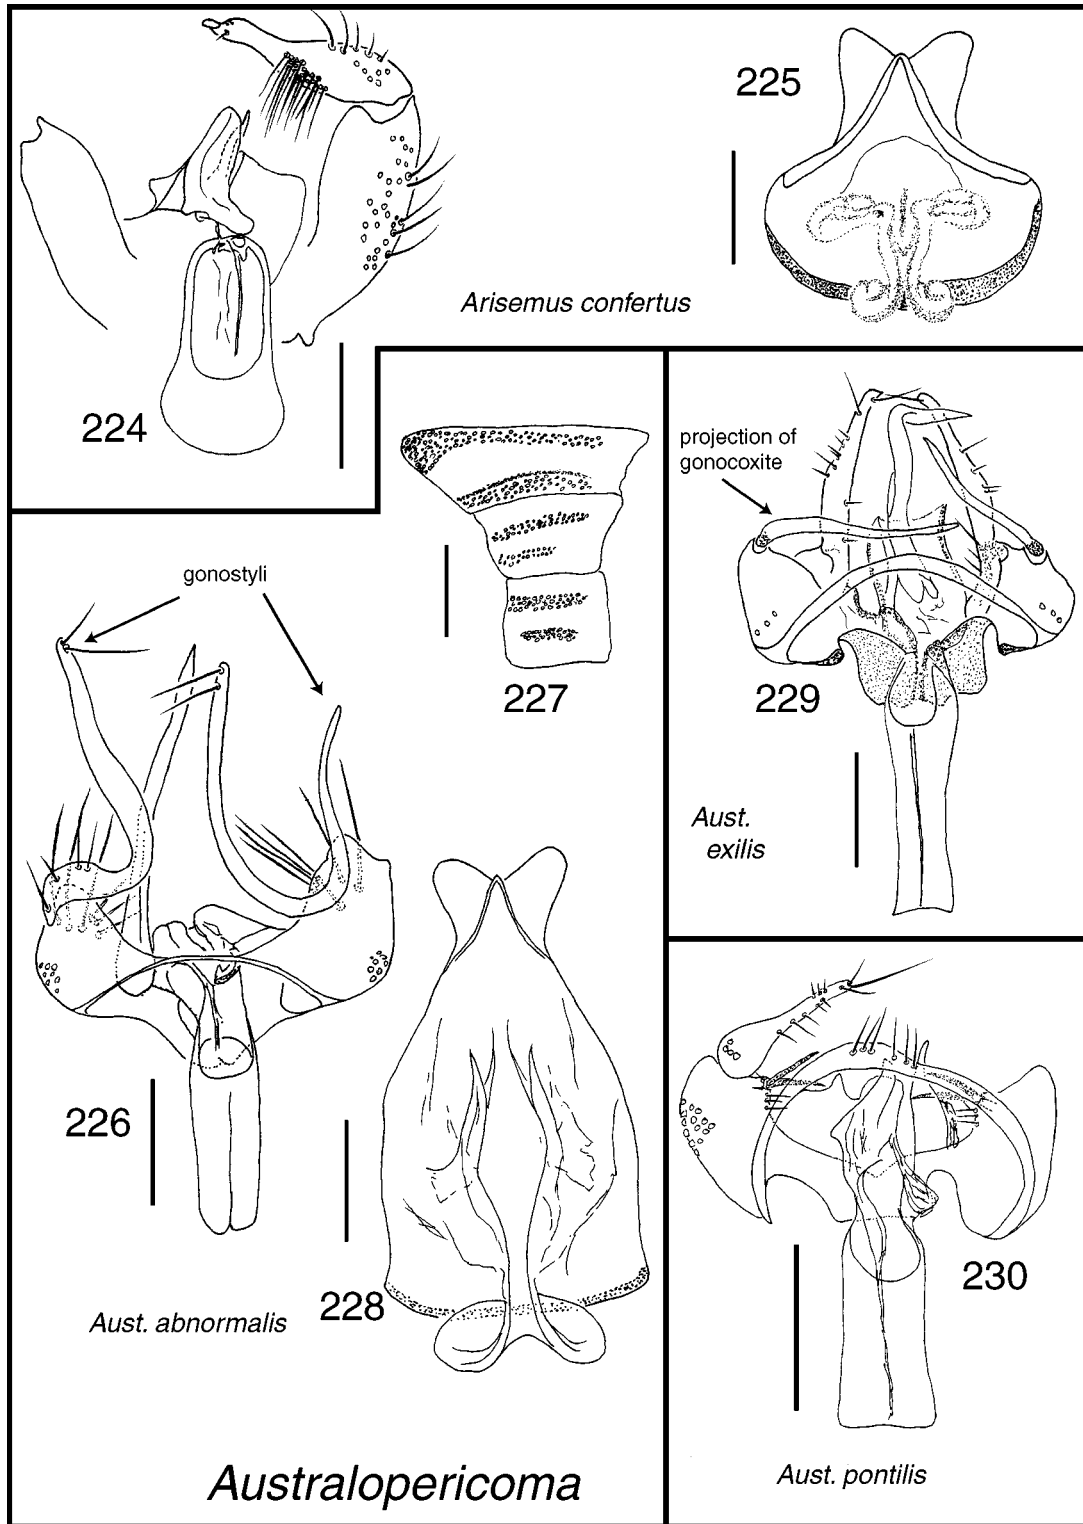 225
Arisemus confertus
224
projection of
gonocoxite
gonostyli
227
229
Aust.
exilis
226
228
Aust. abnormalis
230
Aust. pontilis
Australopericoma